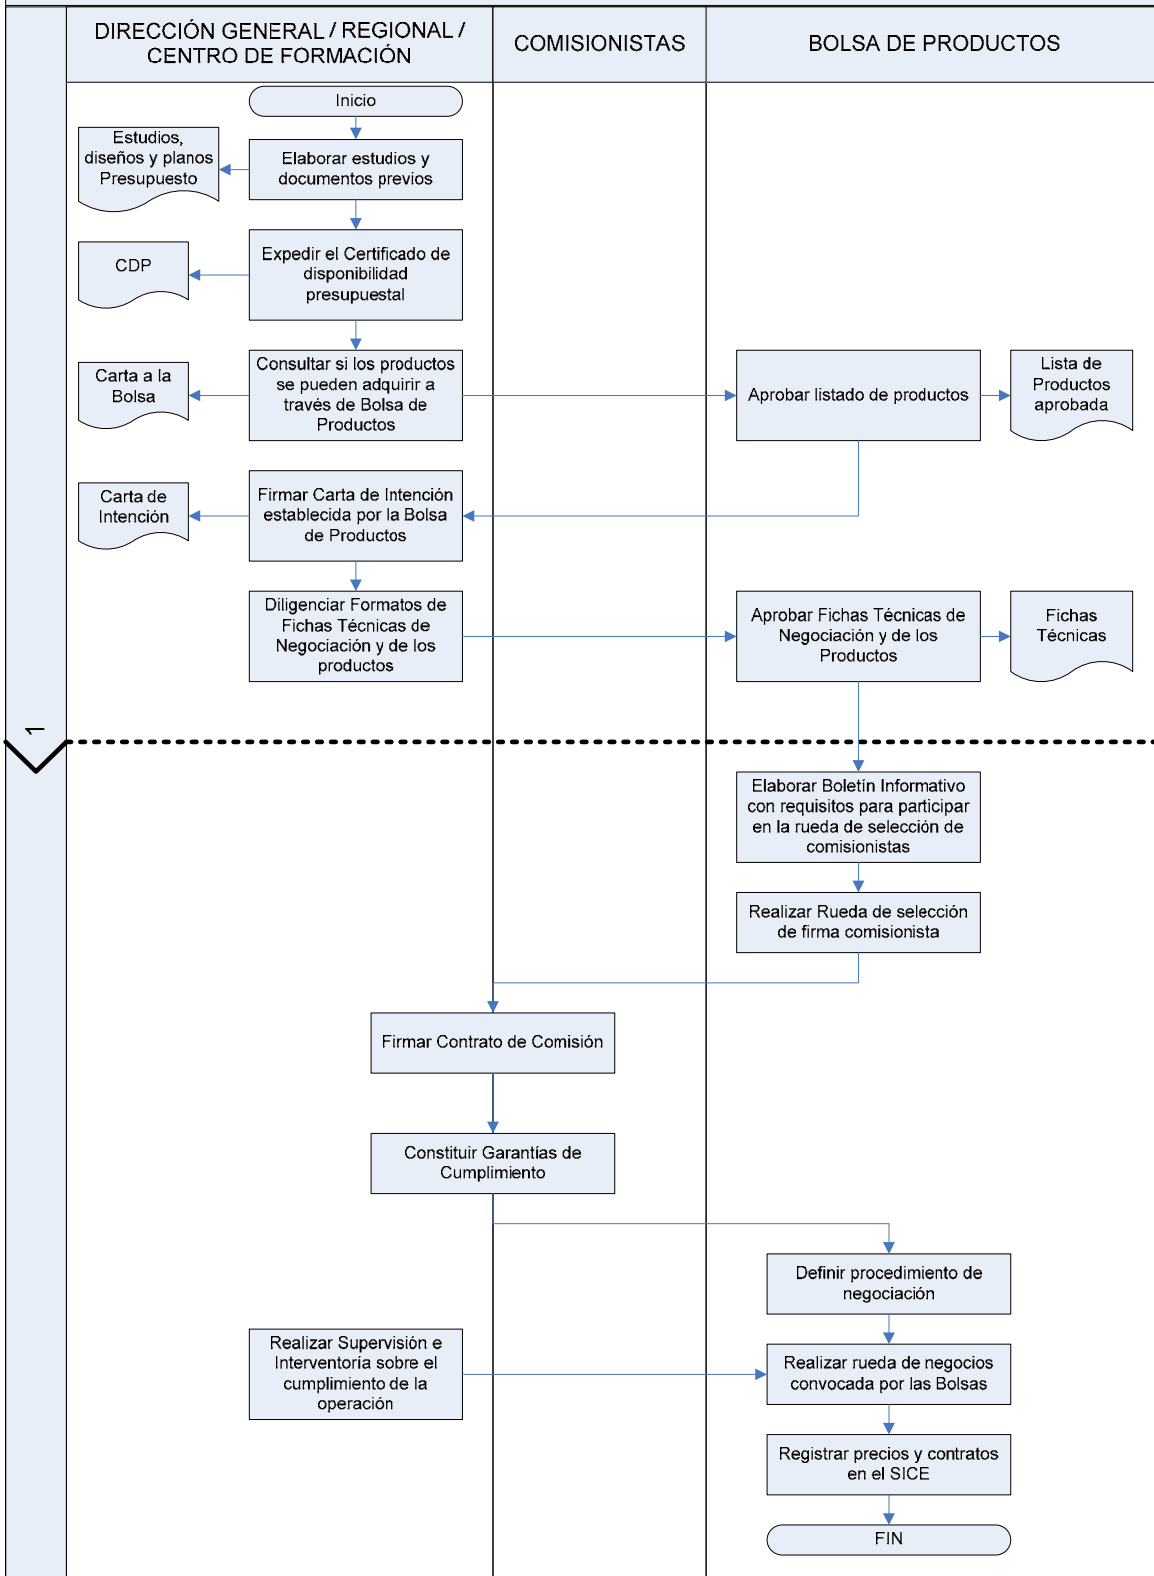 DIRECCIÓN GENERAL / REGIONAL /
CENTRO DE FORMACIÓN
COMISIONISTAS
BOLSA DE PRODUCTOS
Inicio
Estudios,
diseños y planos
Presupuesto
Elaborar estudios y
documentos previos
CDP
Expedir el Certificado de
disponibilidad
presupuestal
Carta a la
Bolsa
Consultar si los productos
se pueden adquirir a
través de Bolsa de
Productos
Aprobar listado de productos
Lista de
Productos
aprobada
Carta de
Intención
Firmar Carta de Intención
establecida por la Bolsa
de Productos
Diligenciar Formatos de
Fichas Técnicas de
Negociación y de los
productos
Aprobar Fichas Técnicas de
Negociación y de los
Productos
Fichas
Técnicas
1
Elaborar Boletín Informativo
con requisitos para participar
en la rueda de selección de
comisionistas
Realizar Rueda de selección
de firma comisionista
Firmar Contrato de Comisión
Constituir Garantías de
Cumplimiento
Definir procedimiento de
negociación
Realizar Supervisión e
Interventoría sobre el
cumplimiento de la
operación
Realizar rueda de negocios
convocada por las Bolsas
Registrar precios y contratos
en el SICE
FIN